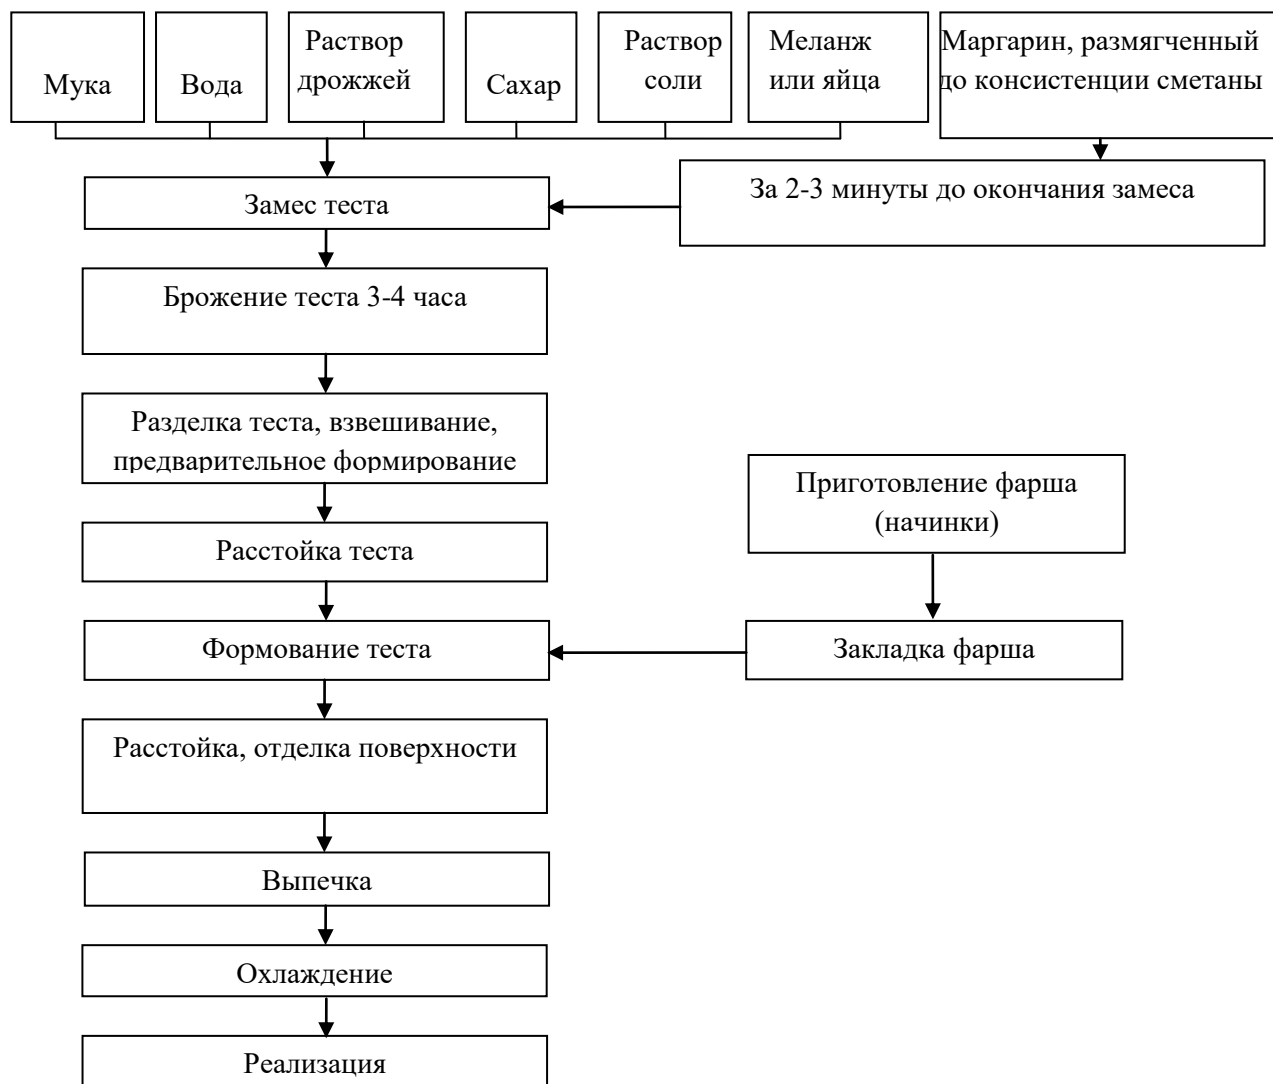 Мука
Вода
Раствор
дрожжей
Сахар
Раствор
соли
Меланж
или яйца
Маргарин, размягченный
до консистенции сметаны
Замес теста
За 2-3 минуты до окончания замеса
Брожение теста 3-4 часа
Разделка теста, взвешивание,
предварительное формирование
Приготовление фарша
(начинки)
Расстойка теста
Формование теста
Закладка фарша
Расстойка, отделка поверхности
Выпечка
Охлаждение
Реализация